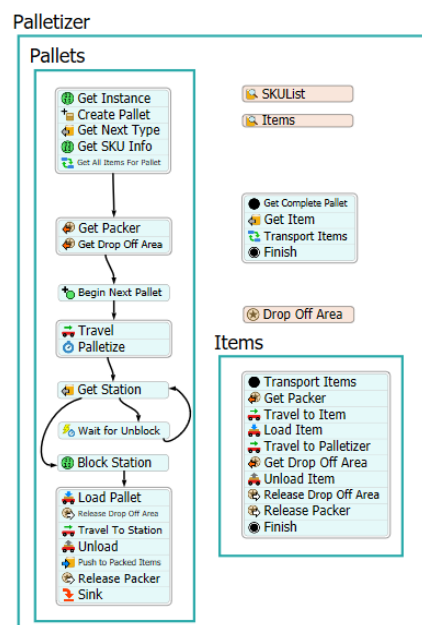 Palletizer
Pallets
Get Instance
Create Pallet
Get Next Type
Get SKU Info
Get All Items For Pallet
Get Packer
Get Drop Off Area
Begin Next Pallet
Travel
Palletize
Get Station
Wait for Unblock
Block Station
Load Pallet
Release Drop Off Area
Travel To Station
Unload
Push to Packed Items
Release Packer
Sink
SKUList
Items
Get Complete Pallet
Get Item
Transport Items
Finish
Drop Off Area
Items
Transport Items
Get Packer
Travel to Item
Load Item
Travel to Palletizer
Get Drop Off Area
Unload Item
Release Drop Off Area
Release Packer
Finish